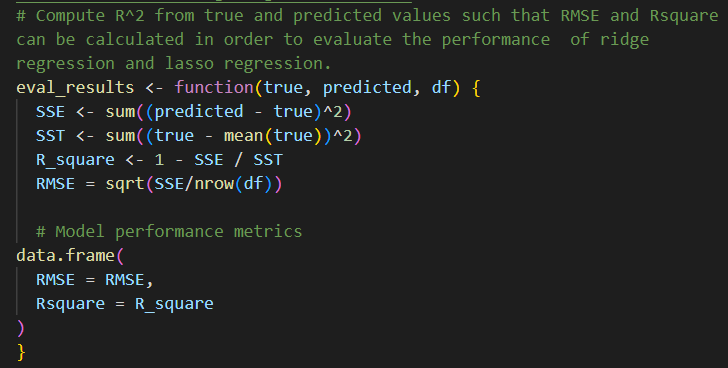 # Compute R^2 from true and predicted values such that RMSE and Rsquare
can be calculated in order to evaluate the performance  of ridge
regression and lasso regression.
eval_results <- function(true, predicted, df) {
  SSE <- sum((predicted - true)^2)
  SST <- sum((true - mean(true))^2)
  R_square <- 1 - SSE / SST
  RMSE = sqrt(SSE/nrow(df))

  # Model performance metrics
data.frame(
  RMSE = RMSE,
  Rsquare = R_square
)
}